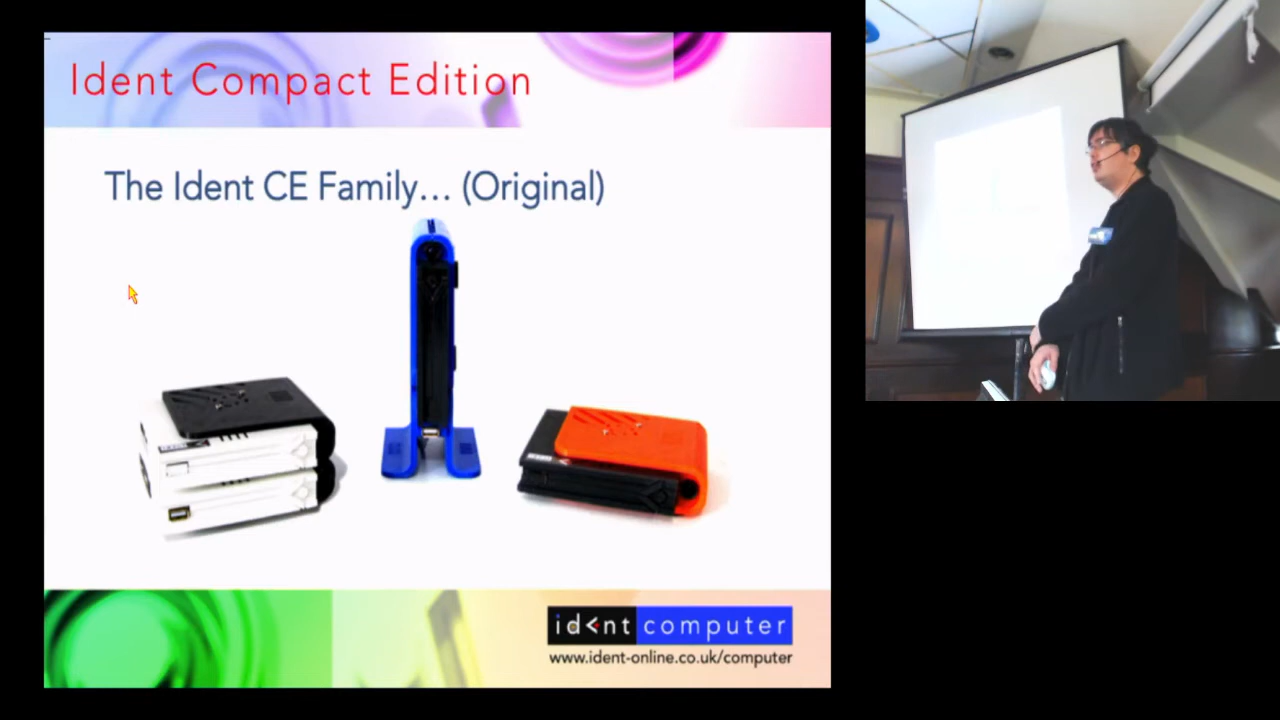 Ident Compact Edition
The Ident CE Family... (Original)
ident computer
www.ident-online.co.uk/computer